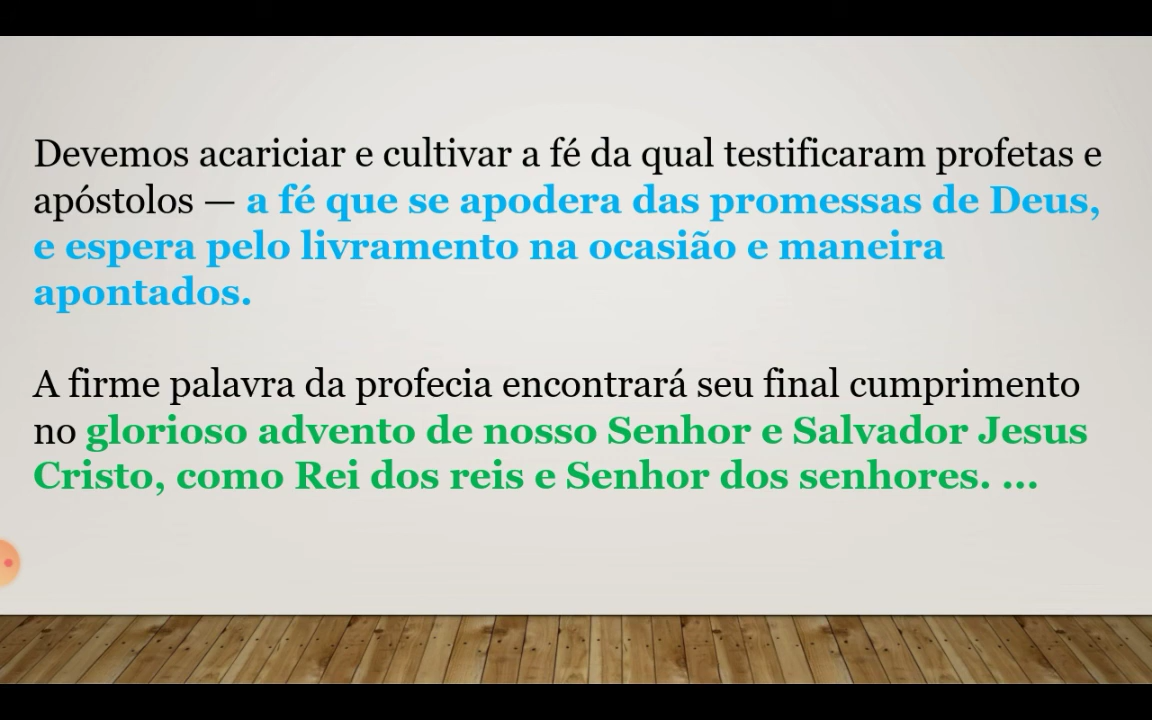 Devemos acariciar e cultivar a fé da qual testificaram profetas e
apóstolos — a fé que se apodera das promessas de Deus,
e espera pelo livramento na ocasião e maneira
apontados.
A firme palavra da profecia encontrará seu final cumprimento
no glorioso advento de nosso Senhor e Salvador Jesus
Cristo, como Rei dos reis e Senhor dos senhores. ...